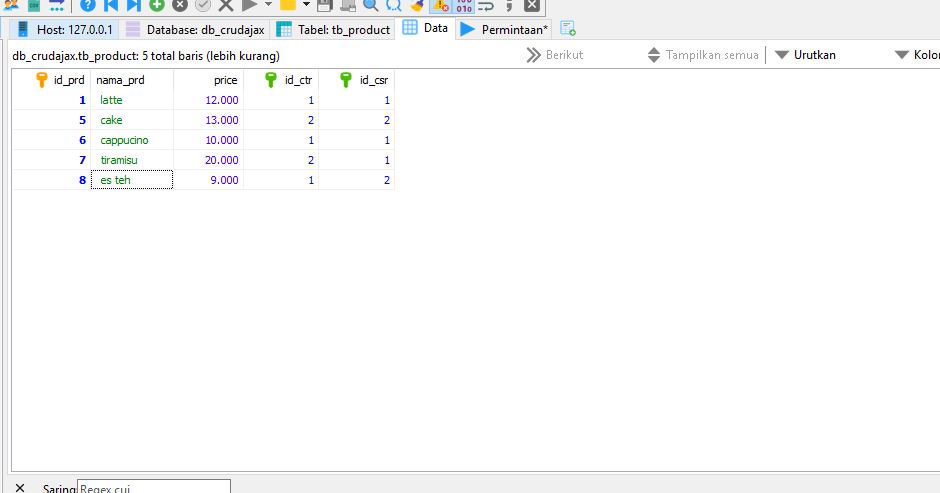 Host: 127.0.0.1 Database: db_crudajax Tabel: tb_product Data Permintaan*
db_crudajax.tb_product: 5 total baris (lebih kurang) Berikut Tampilkan semua Urutkan
id_prd nama_prd price id_ctr id_csr
1 latte 12.000 1 1
5 cake 13.000 2 2
6 cappucino 10.000 1 1
7 tiramisu 20.000 2 1
8 es teh 9.000 1 2
Saring Regex cui